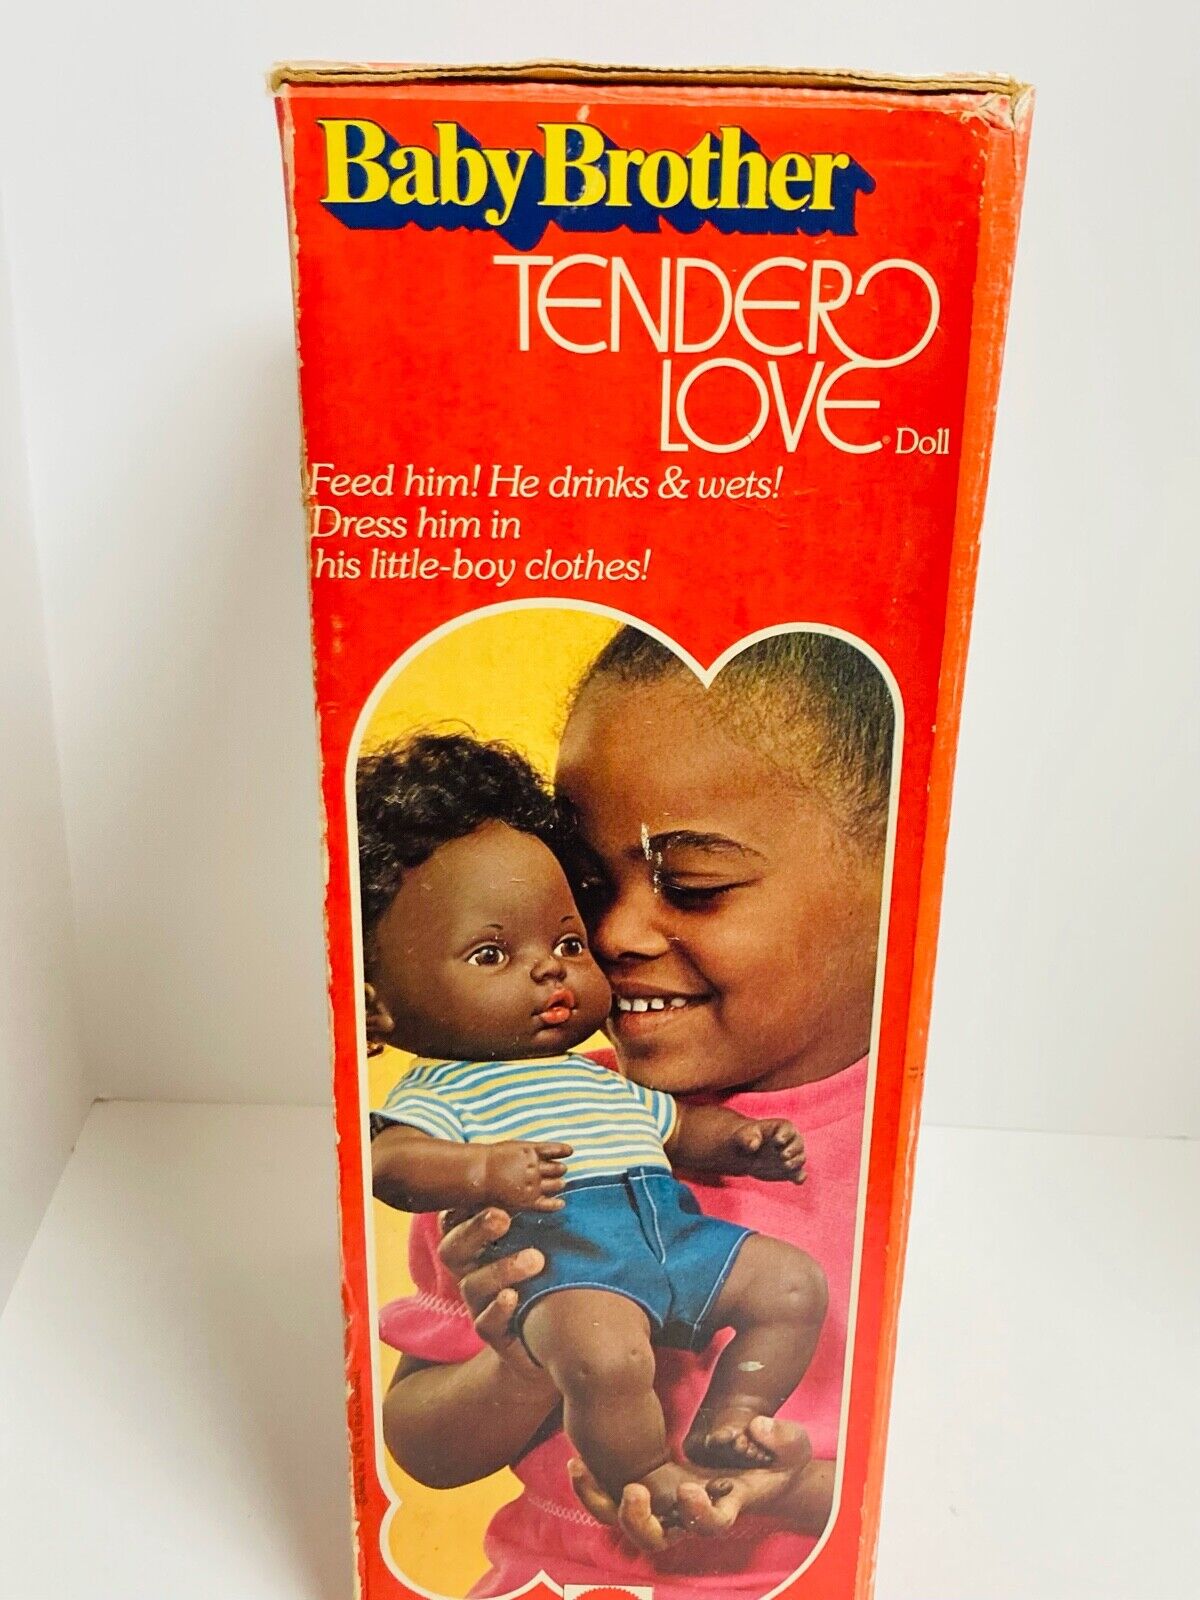 Baby Brother
TENDER
LOVE® Doll
Feed him! He drinks & wets!
Dress him in
his little-boy clothes!